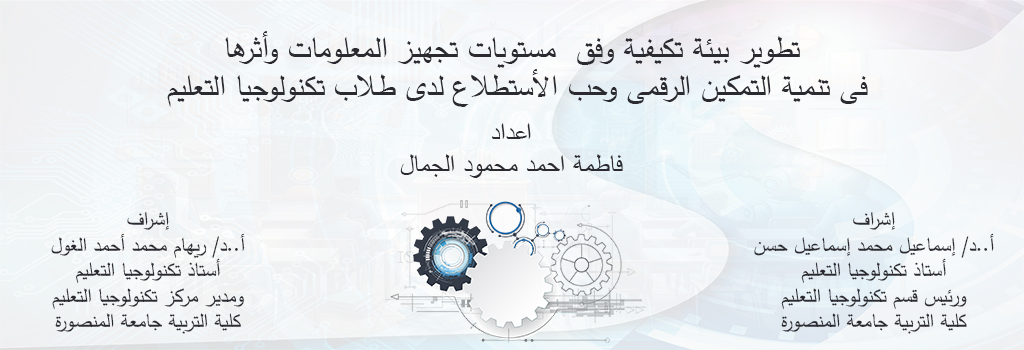 تطوير بيئة تكيفية وفق مستويات تجهيز المعلومات وأثرها
فى تنمية التمكين الرقمى وحب الأستطلاع لدى طلاب تكنولوجيا التعليم
اعداد
فاطمة احمد محمود الجمال
إشراف
أ..د/ إسماعيل محمد إسماعيل حسن
أستاذ تكنولوجيا التعليم
ورئيس قسم تكنولوجيا التعليم
كلية التربية جامعة المنصورة
إشراف
أ..د/ ريهام محمد أحمد الغول
أستاذ تكنولوجيا التعليم
ومدير مركز تكنولوجيا التعليم
كلية التربية جامعة المنصورة